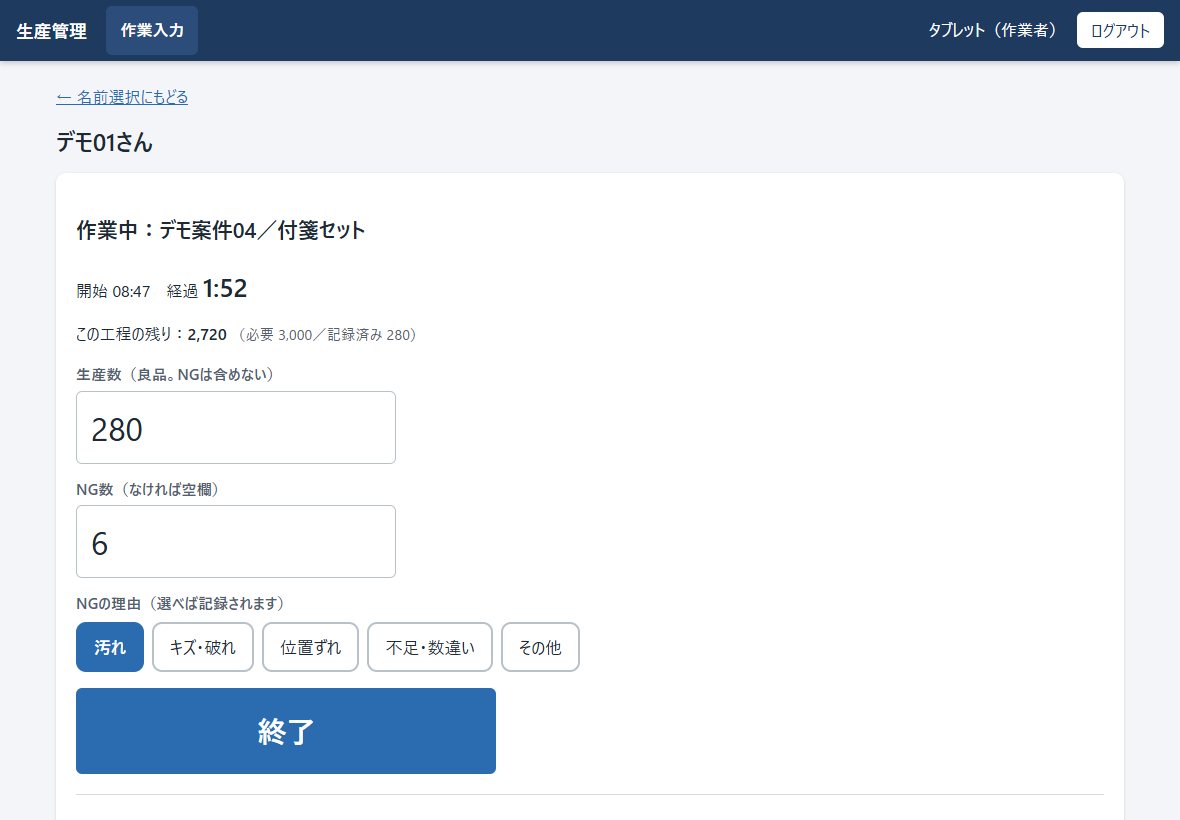 生産管理 作業入力 タブレット（作業者） ログアウト
← 名前選択にもどる
デモ01さん
作業中：デモ案件04／付箋セット
開始 08:47 経過 1:52
この工程の残り：2,720 （必要 3,000／記録済み 280）
生産数（良品。NGは含めない）
280
NG数（なければ空欄）
6
NGの理由（選べば記録されます）
汚れ キズ・破れ 位置ずれ 不足・数違い その他
終了